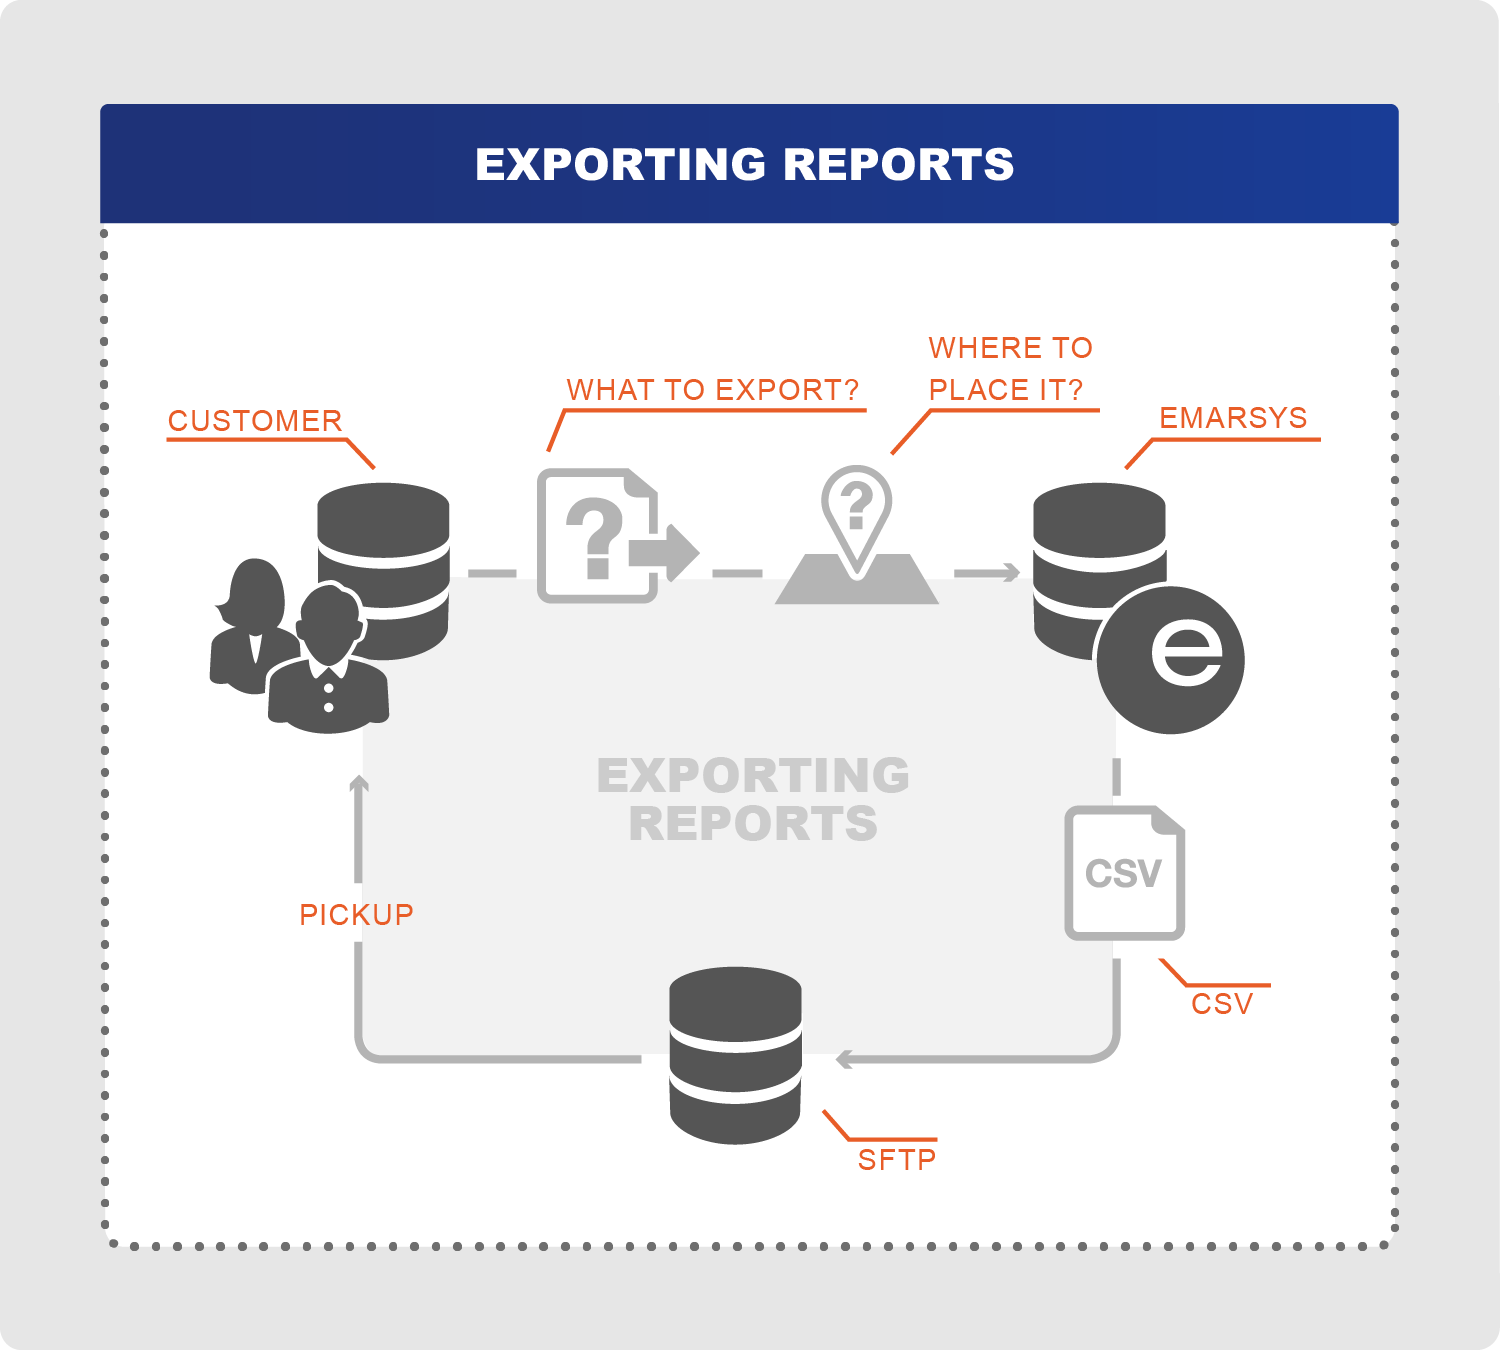 EXPORTING REPORTS
WHERE TO
PLACE IT?
WHAT TO EXPORT?
CUSTOMER
EMARSYS
?
?
e
EXPORTING
REPORTS
CSV
PICKUP
CSV
SFTP